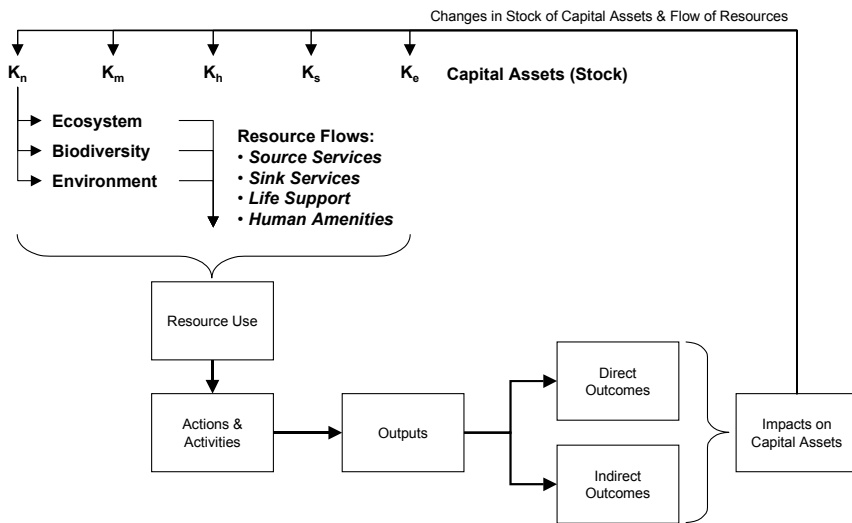 Changes in Stock of Capital Assets & Flow of Resources
Kn Km Kh Ks Ke Capital Assets (Stock)
Ecosystem
Biodiversity
Environment
Resource Flows:
• Source Services
• Sink Services
• Life Support
• Human Amenities
Resource Use
Actions &
Activities
Outputs
Direct
Outcomes
Indirect
Outcomes
Impacts on
Capital Assets